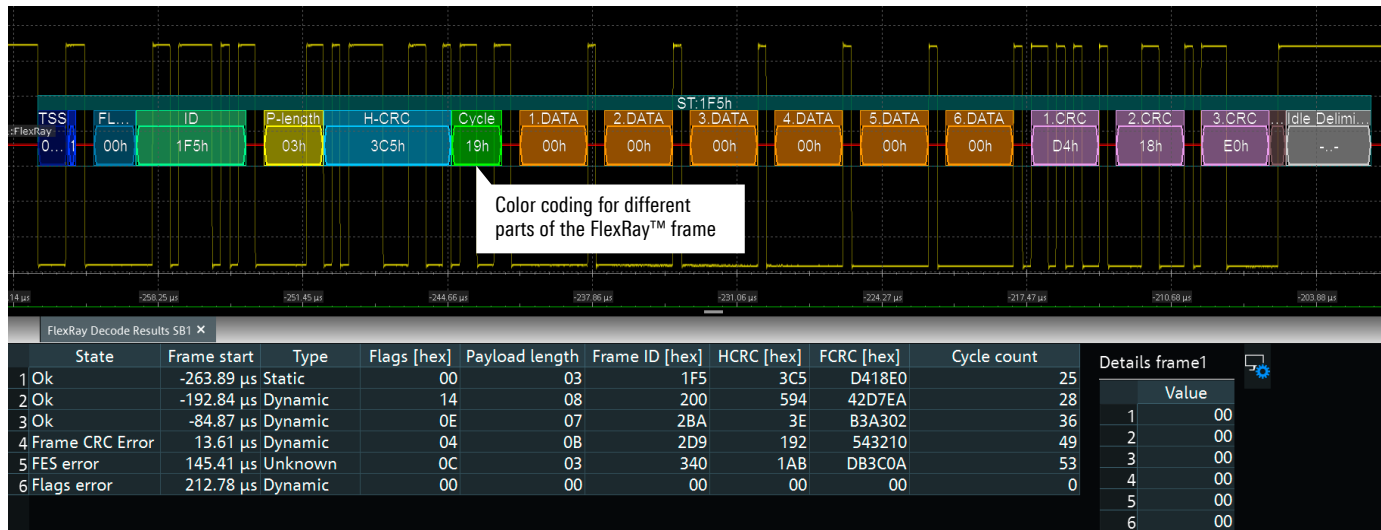 ST:1F5h
TSS FL... ID P-length H-CRC Cycle 1.DATA 2.DATA 3.DATA 4.DATA 5.DATA 6.DATA 1.CRC 2.CRC 3.CRC ... Idle Delimi...
:FlexRay
0... 1 00h 1F5h 03h 3C5h 19h 00h 00h 00h 00h 00h 00h D4h 18h E0h -.-
Color coding for different
parts of the FlexRay™ frame
.14 µs -258.25 µs -251.45 µs -244.66 µs -237.86 µs -231.06 µs -224.27 µs -217.47 µs -210.68 µs -203.88 µs
FlexRay Decode Results SB1 ×
State Frame start Type Flags [hex] Payload length Frame ID [hex] HCRC [hex] FCRC [hex] Cycle count
1 Ok -263.89 µs Static 00 03 1F5 3C5 D418E0 25
2 Ok -192.84 µs Dynamic 14 08 200 594 42D7EA 28
3 Ok -84.87 µs Dynamic 0E 07 2BA 3E B3A302 36
4 Frame CRC Error 13.61 µs Dynamic 04 0B 2D9 192 543210 49
5 FES error 145.41 µs Unknown 0C 03 340 1AB DB3C0A 53
6 Flags error 212.78 µs Dynamic 00 00 00 00 00 0
Details frame1
Value
1 00
2 00
3 00
4 00
5 00
6 00